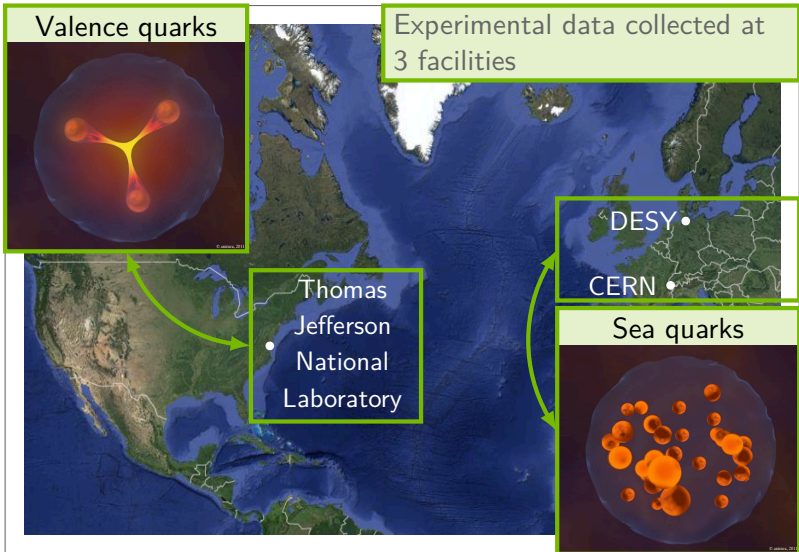 Valence quarks
Experimental data collected at
3 facilities
DESY
CERN
Thomas
Jefferson
National
Laboratory
Sea quarks